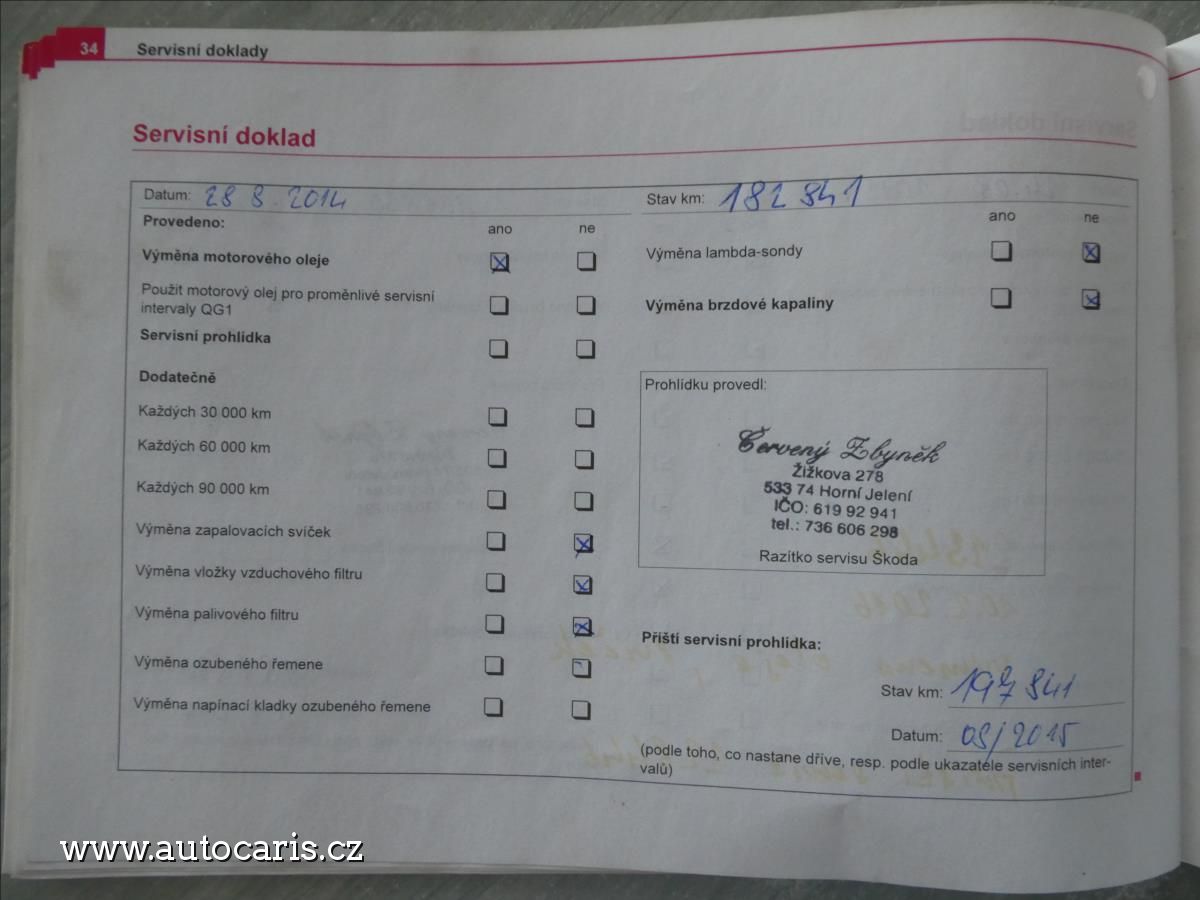 34 Servisní doklady
Servisní doklad
Datum: 28 8. 2014
Stav km: 182 841
Provedeno:
ano ne
Výměna motorového oleje
Použit motorový olej pro proměnlivé servisní
intervaly QG1
Servisní prohlídka
Dodatečně
Každých 30 000 km
Každých 60 000 km
Každých 90 000 km
Výměna zapalovacích svíček
Výměna vložky vzduchového filtru
Výměna palivového filtru
Výměna ozubeného řemene
Výměna napínací kladky ozubeného řemene
ano ne
Výměna lambda-sondy
Výměna brzdové kapaliny
Prohlídku provedl:
Červený Zbyněk
Žižkova 278
533 74 Horní Jelení
IČO: 619 92 941
tel.: 736 606 298
Razítko servisu Škoda
Příští servisní prohlídka:
Stav km: 197 841
Datum: 08/2015
(podle toho, co nastane dříve, resp. podle ukazatele servisních inter-
valů)
www.autocaris.cz